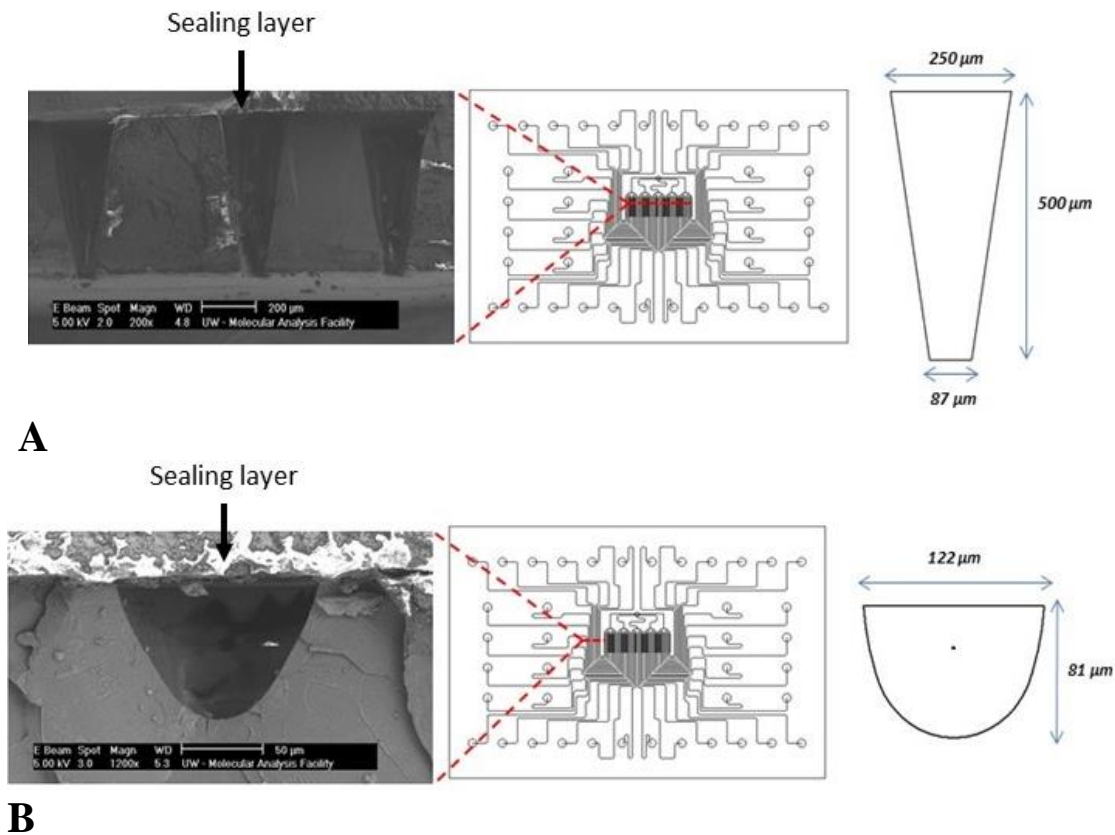 Sealing layer
250 µm
500 µm
87 µm
E Beam Spot Magn WD 200 µm
5.00 kV 2.0 200x 4.8 UW - Molecular Analysis Facility
A
Sealing layer
122 µm
81 µm
E Beam Spot Magn WD 50 µm
5.00 kV 3.0 1200x 5.3 UW - Molecular Analysis Facility
B